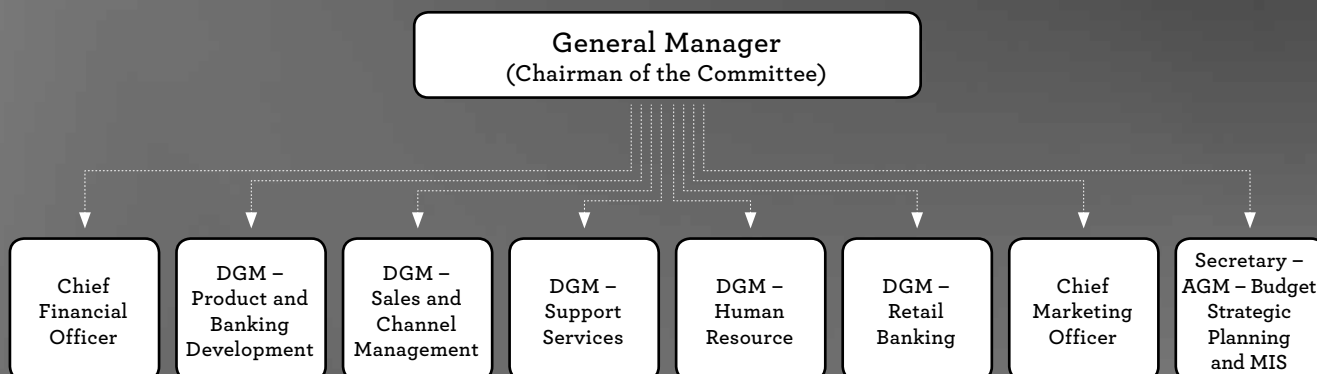 General Manager
(Chairman of the Committee)
Chief
Financial
Officer
DGM –
Product and
Banking
Development
DGM –
Sales and
Channel
Management
DGM –
Support
Services
DGM –
Human
Resource
DGM –
Retail
Banking
Chief
Marketing
Officer
Secretary –
AGM – Budget
Strategic
Planning
and MIS